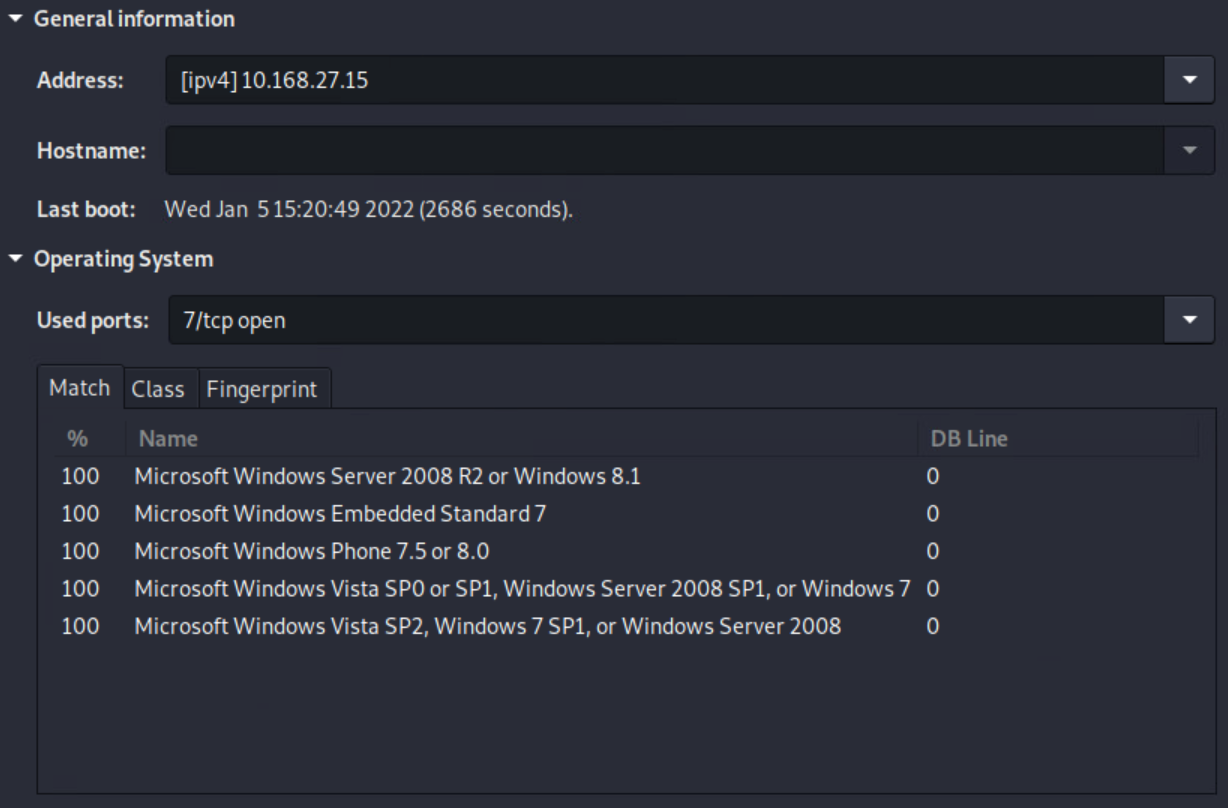 General information
Address: [ipv4] 10.168.27.15
Hostname:
Last boot: Wed Jan  5 15:20:49 2022 (2686 seconds).
Operating System
Used ports: 7/tcp open
Match Class Fingerprint
% Name DB Line
100 Microsoft Windows Server 2008 R2 or Windows 8.1 0
100 Microsoft Windows Embedded Standard 7 0
100 Microsoft Windows Phone 7.5 or 8.0 0
100 Microsoft Windows Vista SP0 or SP1, Windows Server 2008 SP1, or Windows 7 0
100 Microsoft Windows Vista SP2, Windows 7 SP1, or Windows Server 2008 0